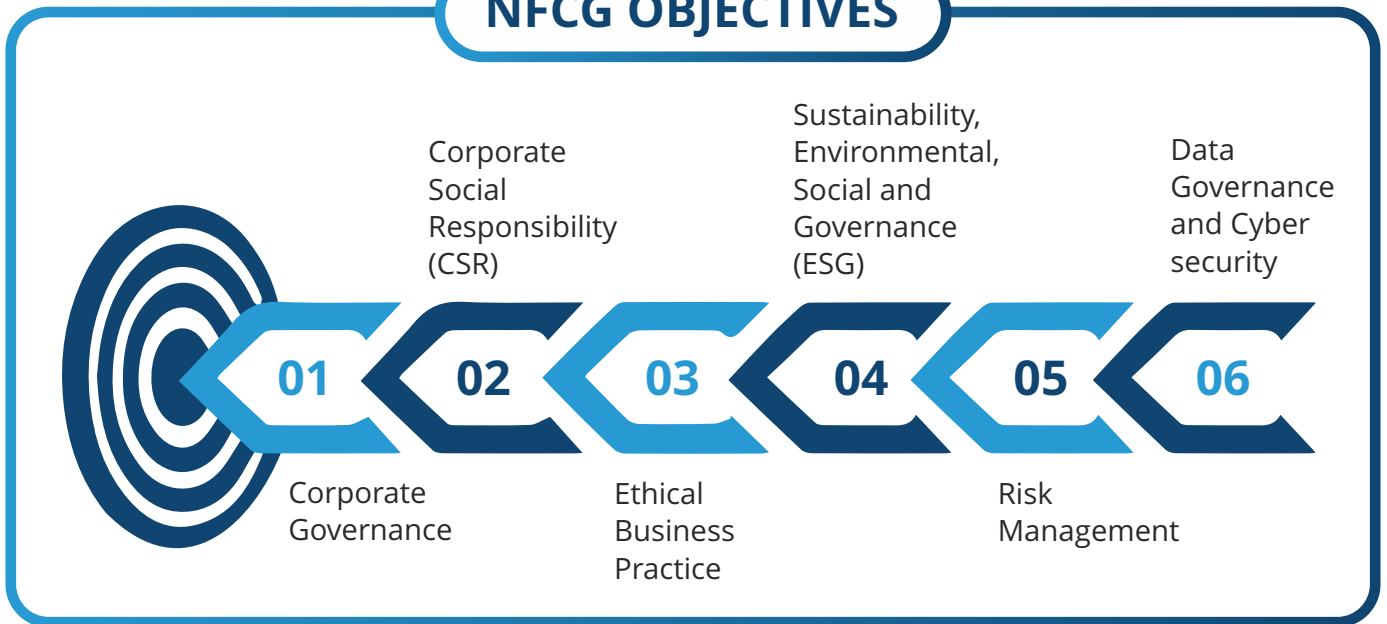 NFCG OBJECTIVES
01
Corporate
Governance
02
Corporate
Social
Responsibility
(CSR)
03
Ethical
Business
Practice
04
Sustainability,
Environmental,
Social and
Governance
(ESG)
05
Risk
Management
06
Data
Governance
and Cyber
security